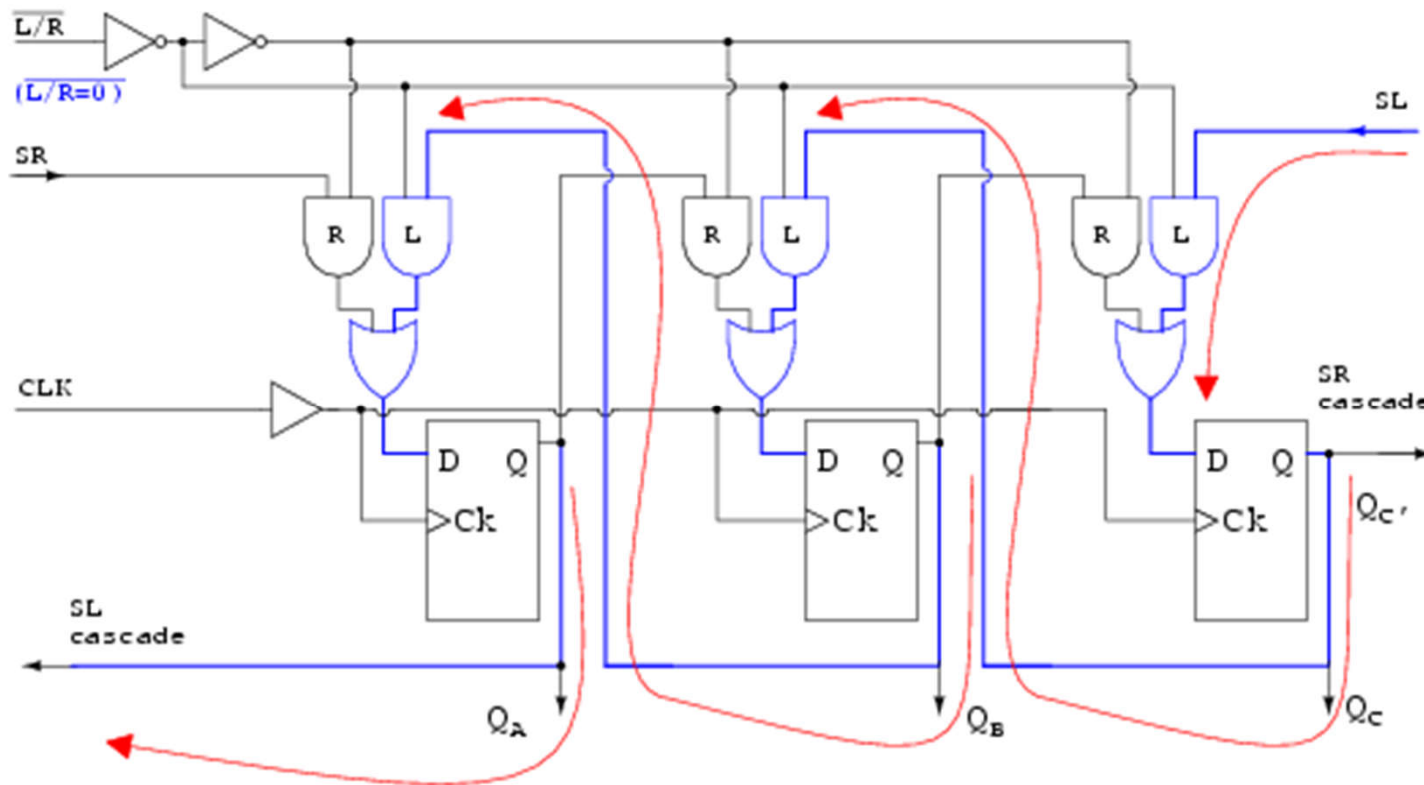 L/R
(L/R=0)
SL
SR
R L R L R L
CLK
SR
cascade
D Q D Q D Q
Ck Ck Ck
QC'
SL
cascade
QA QB QC